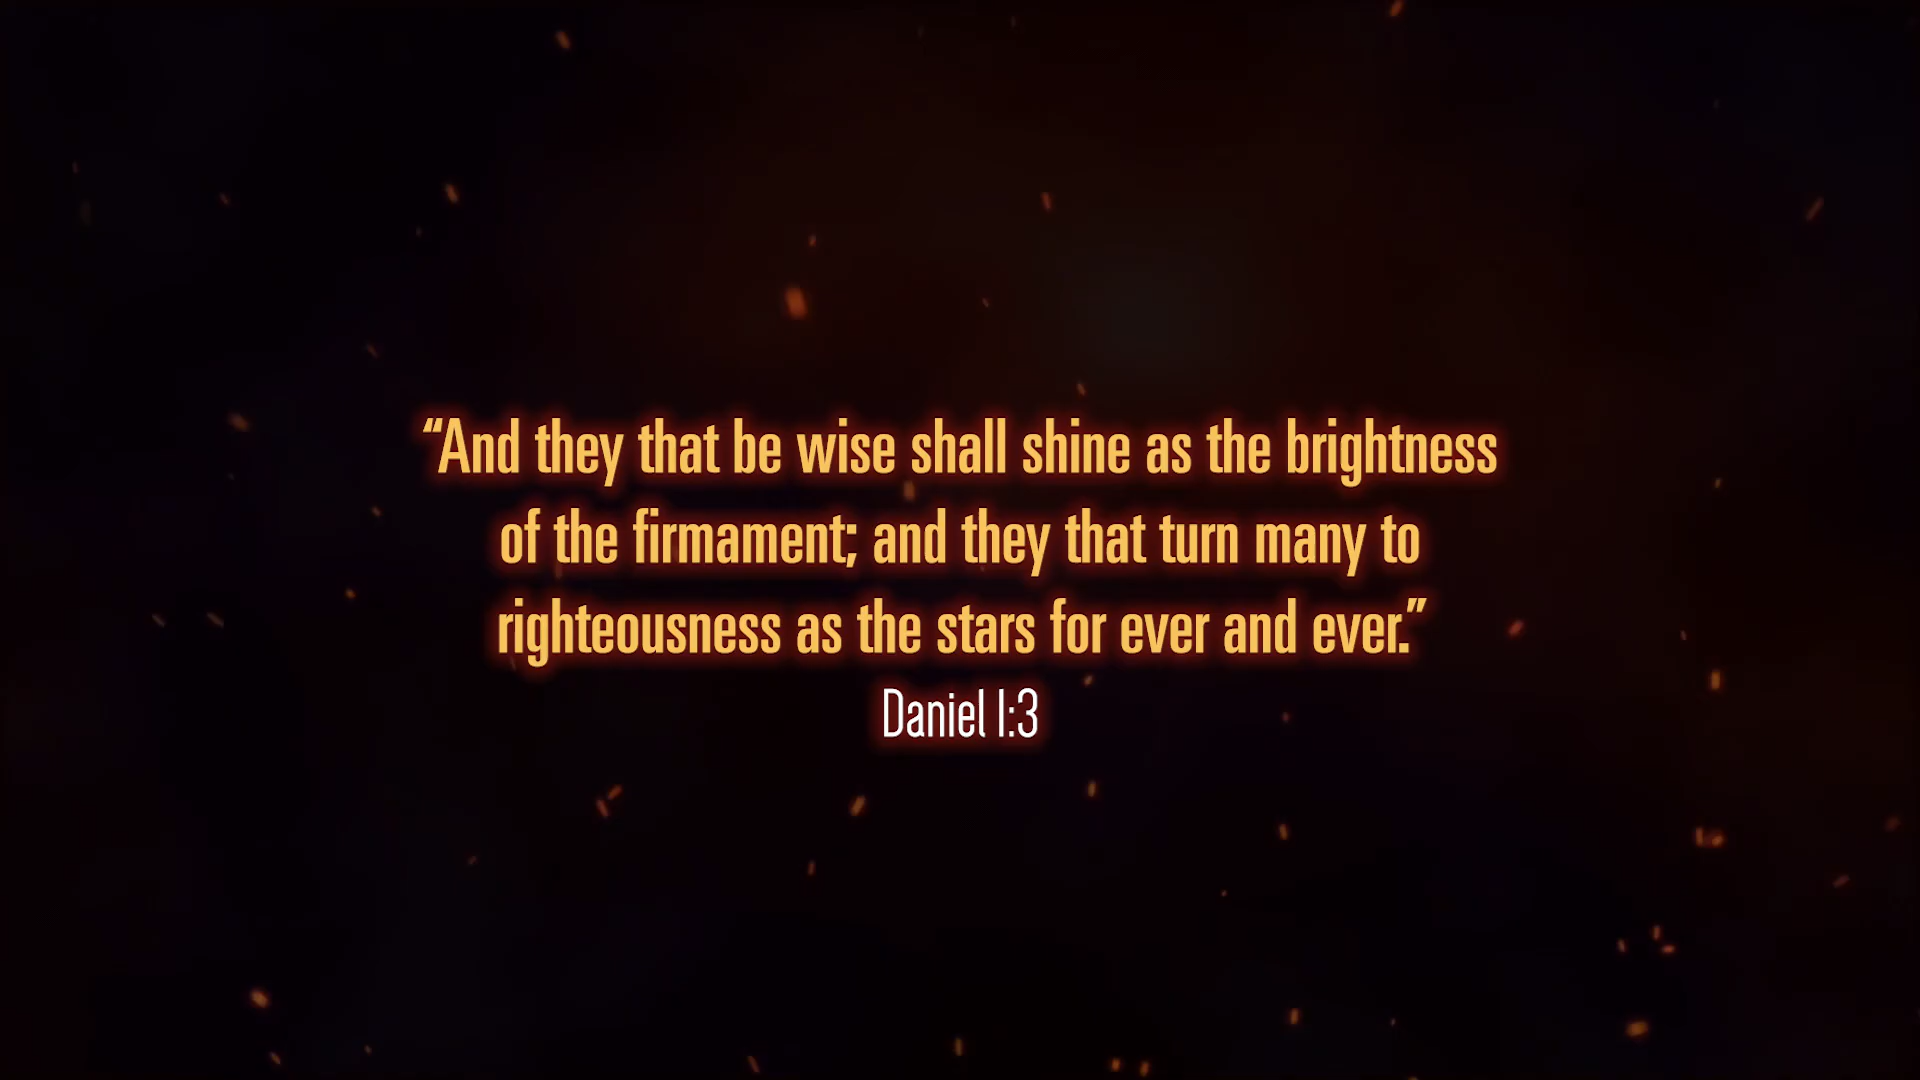 “And they that be wise shall shine as the brightness
of the firmament; and they that turn many to
righteousness as the stars for ever and ever.”
Daniel 1:3